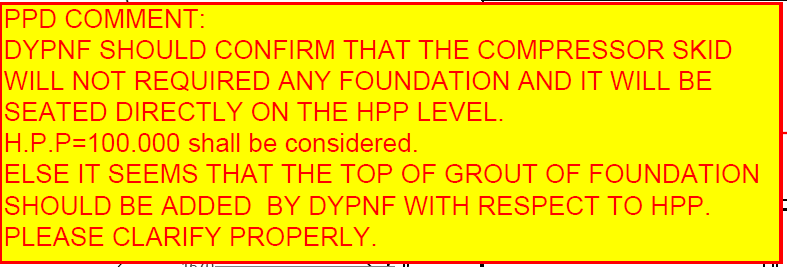 PPD COMMENT:
DYPNF SHOULD CONFIRM THAT THE COMPRESSOR SKID
WILL NOT REQUIRED ANY FOUNDATION AND IT WILL BE
SEATED DIRECTLY ON THE HPP LEVEL.
H.P.P=100.000 shall be considered.
ELSE IT SEEMS THAT THE TOP OF GROUT OF FOUNDATION
SHOULD BE ADDED  BY DYPNF WITH RESPECT TO HPP.
PLEASE CLARIFY PROPERLY.